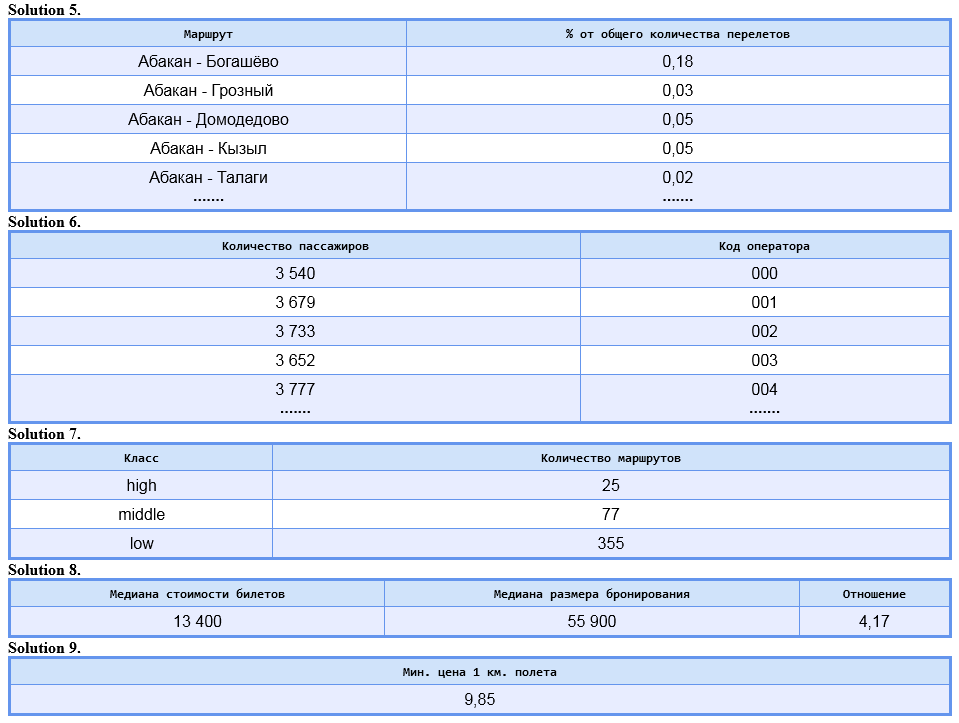 Solution 5.
Маршрут % от общего количества перелетов
Абакан - Богашёво 0,18
Абакан - Грозный 0,03
Абакан - Домодедово 0,05
Абакан - Кызыл 0,05
Абакан - Талаги 0,02
....... .......
Solution 6.
Количество пассажиров Код оператора
3 540 000
3 679 001
3 733 002
3 652 003
3 777 004
....... .......
Solution 7.
Класс Количество маршрутов
high 25
middle 77
low 355
Solution 8.
Медиана стоимости билетов Медиана размера бронирования Отношение
13 400 55 900 4,17
Solution 9.
Мин. цена 1 км. полета
9,85